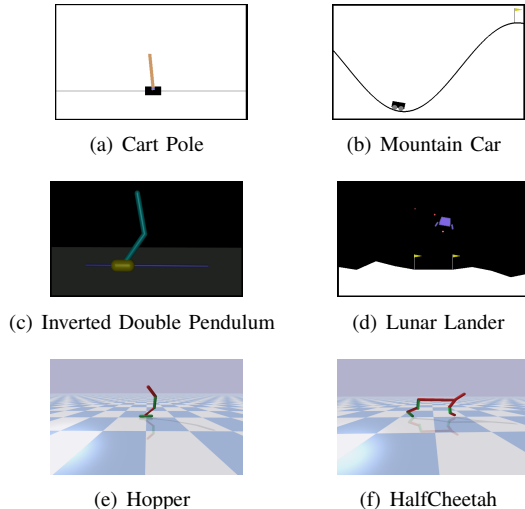 (a) Cart Pole
(b) Mountain Car
(c) Inverted Double Pendulum
(d) Lunar Lander
(e) Hopper
(f) HalfCheetah